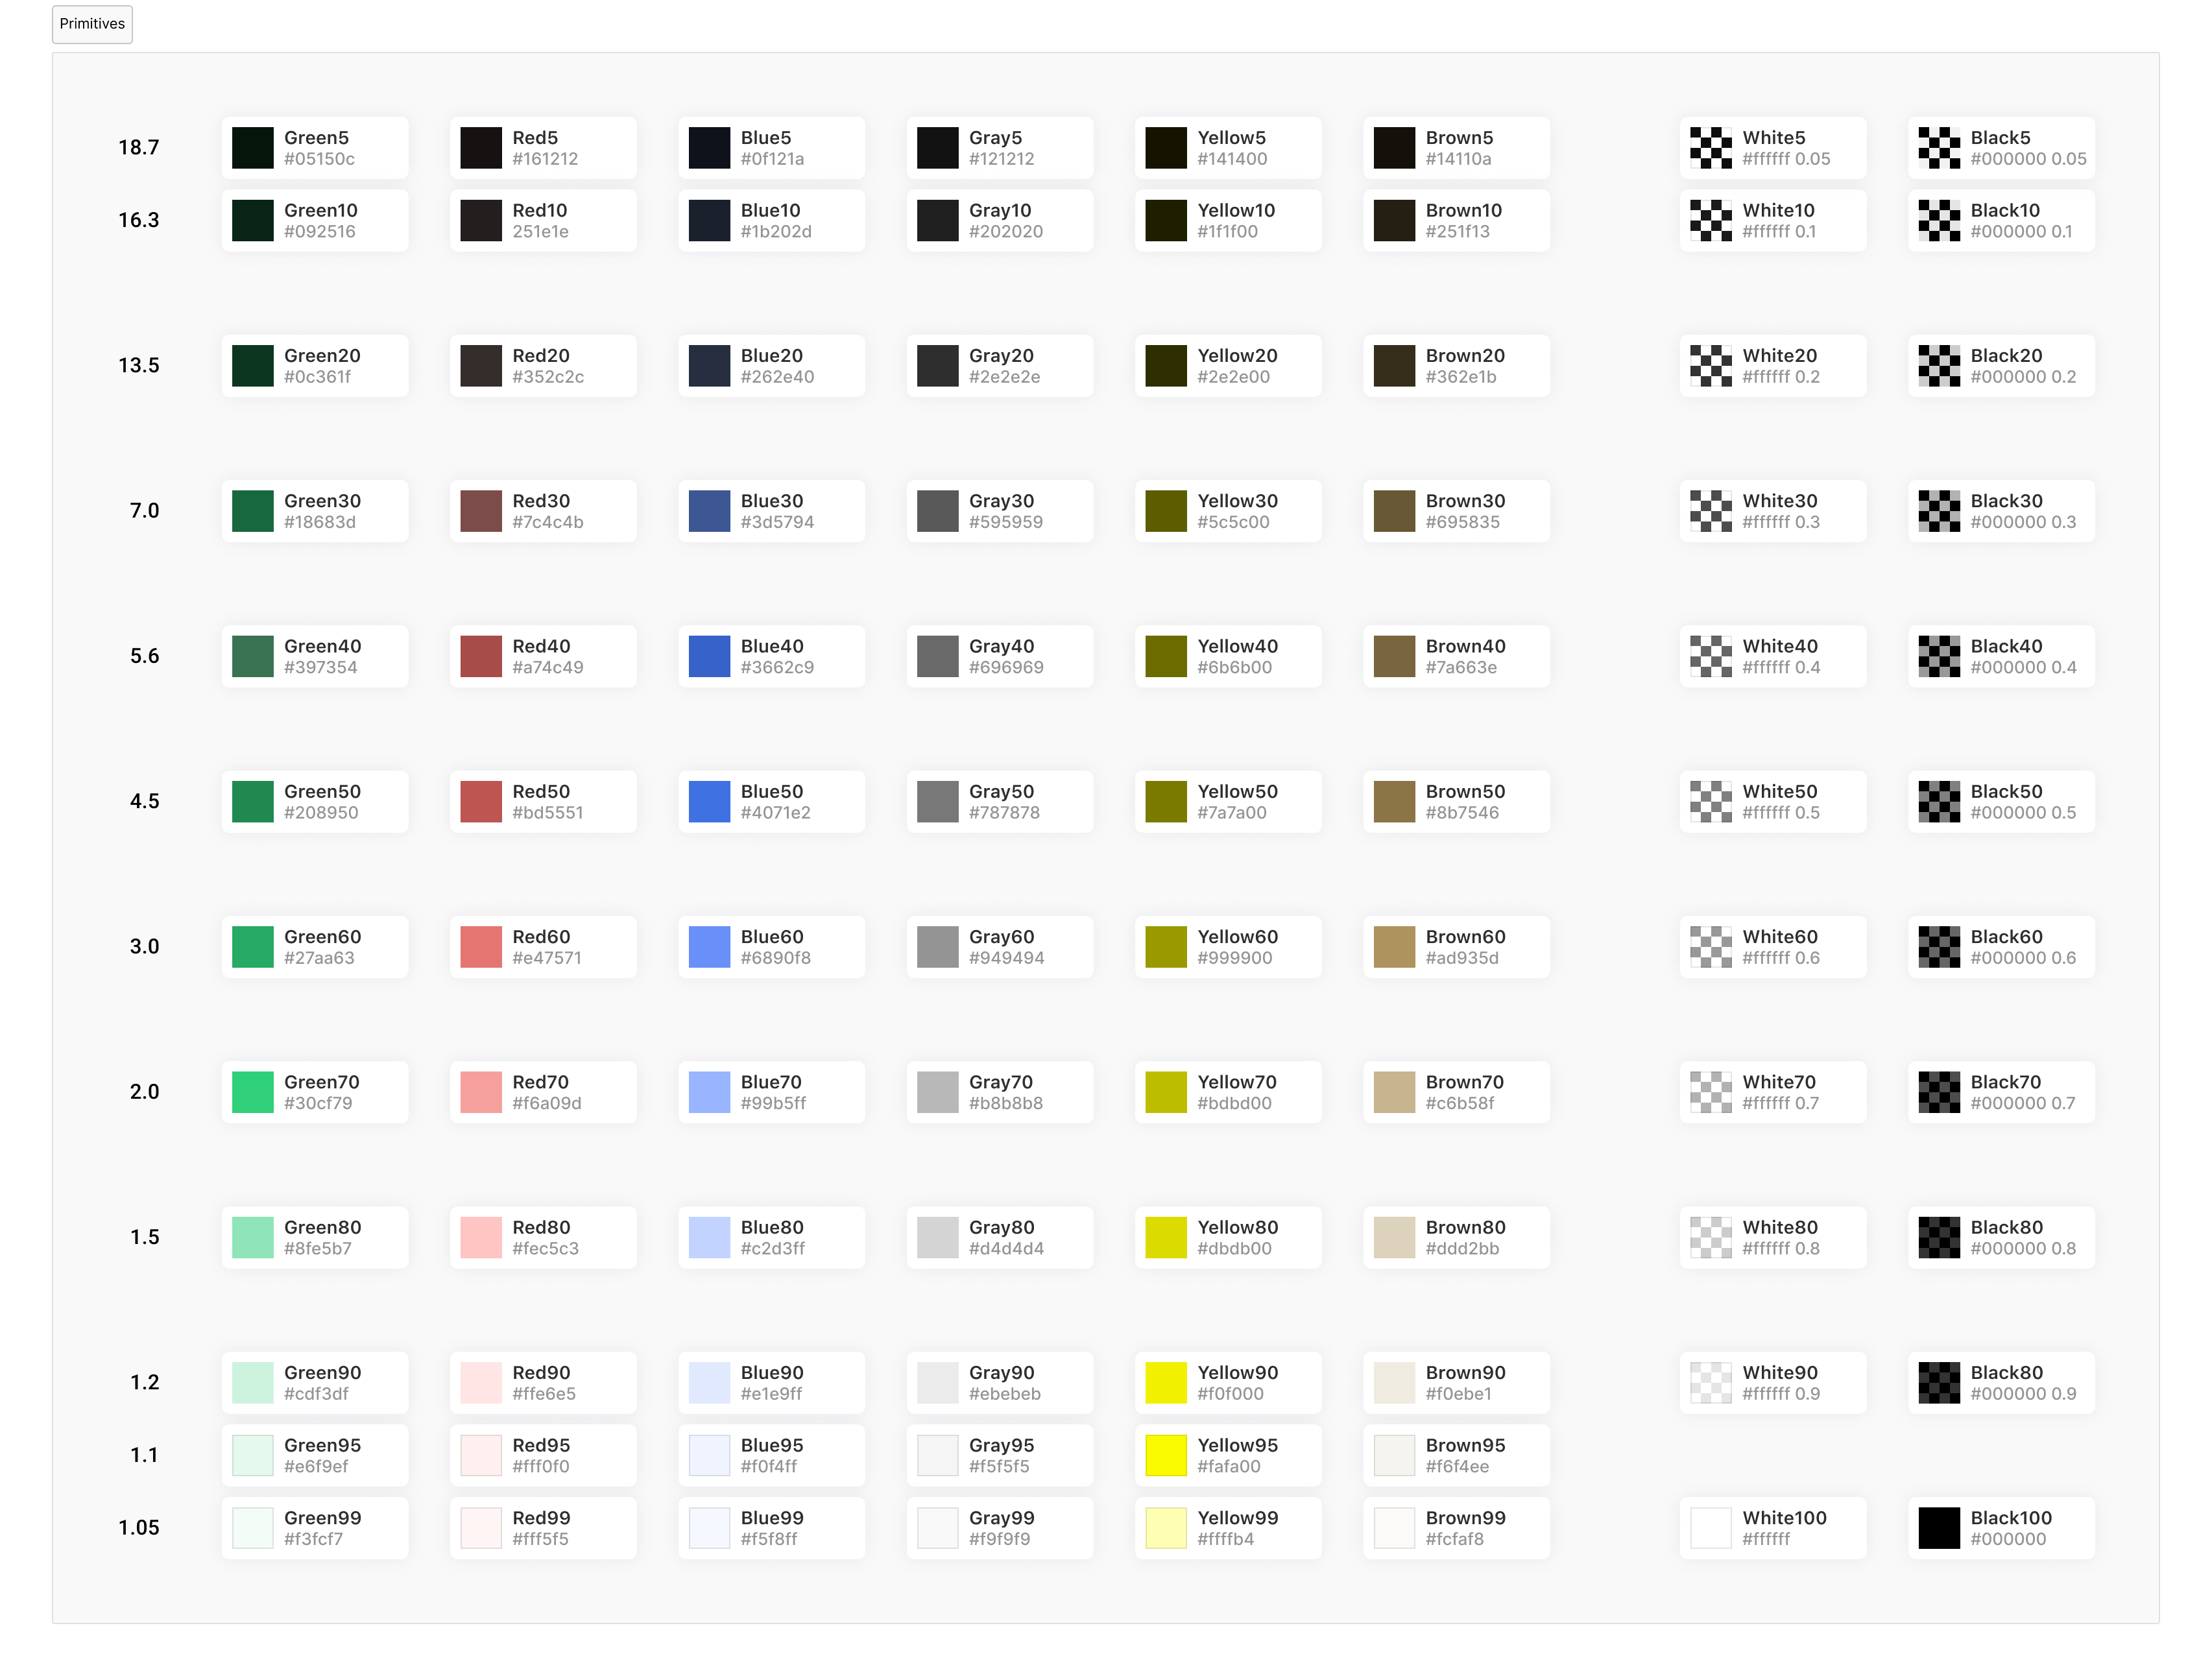 Primitives
18.7
Green5
#05150c
Red5
#161212
Blue5
#0f121a
Gray5
#121212
Yellow5
#141400
Brown5
#14110a
White5
#ffffff 0.05
Black5
#000000 0.05
16.3
Green10
#092516
Red10
251e1e
Blue10
#1b202d
Gray10
#202020
Yellow10
#1f1f00
Brown10
#251f13
White10
#ffffff 0.1
Black10
#000000 0.1
13.5
Green20
#0c361f
Red20
#352c2c
Blue20
#262e40
Gray20
#2e2e2e
Yellow20
#2e2e00
Brown20
#362e1b
White20
#ffffff 0.2
Black20
#000000 0.2
7.0
Green30
#18683d
Red30
#7c4c4b
Blue30
#3d5794
Gray30
#595959
Yellow30
#5c5c00
Brown30
#695835
White30
#ffffff 0.3
Black30
#000000 0.3
5.6
Green40
#397354
Red40
#a74c49
Blue40
#3662c9
Gray40
#696969
Yellow40
#6b6b00
Brown40
#7a663e
White40
#ffffff 0.4
Black40
#000000 0.4
4.5
Green50
#208950
Red50
#bd5551
Blue50
#4071e2
Gray50
#787878
Yellow50
#7a7a00
Brown50
#8b7546
White50
#ffffff 0.5
Black50
#000000 0.5
3.0
Green60
#27aa63
Red60
#e47571
Blue60
#6890f8
Gray60
#949494
Yellow60
#999900
Brown60
#ad935d
White60
#ffffff 0.6
Black60
#000000 0.6
2.0
Green70
#30cf79
Red70
#f6a09d
Blue70
#99b5ff
Gray70
#b8b8b8
Yellow70
#bdbd00
Brown70
#c6b58f
White70
#ffffff 0.7
Black70
#000000 0.7
1.5
Green80
#8fe5b7
Red80
#fec5c3
Blue80
#c2d3ff
Gray80
#d4d4d4
Yellow80
#dbdb00
Brown80
#ddd2bb
White80
#ffffff 0.8
Black80
#000000 0.8
1.2
Green90
#cdf3df
Red90
#ffe6e5
Blue90
#e1e9ff
Gray90
#ebebeb
Yellow90
#f0f000
Brown90
#f0ebe1
White90
#ffffff 0.9
Black80
#000000 0.9
1.1
Green95
#e6f9ef
Red95
#fff0f0
Blue95
#f0f4ff
Gray95
#f5f5f5
Yellow95
#fafa00
Brown95
#f6f4ee
1.05
Green99
#f3fcf7
Red99
#fff5f5
Blue99
#f5f8ff
Gray99
#f9f9f9
Yellow99
#ffffb4
Brown99
#fcfaf8
White100
#ffffff
Black100
#000000